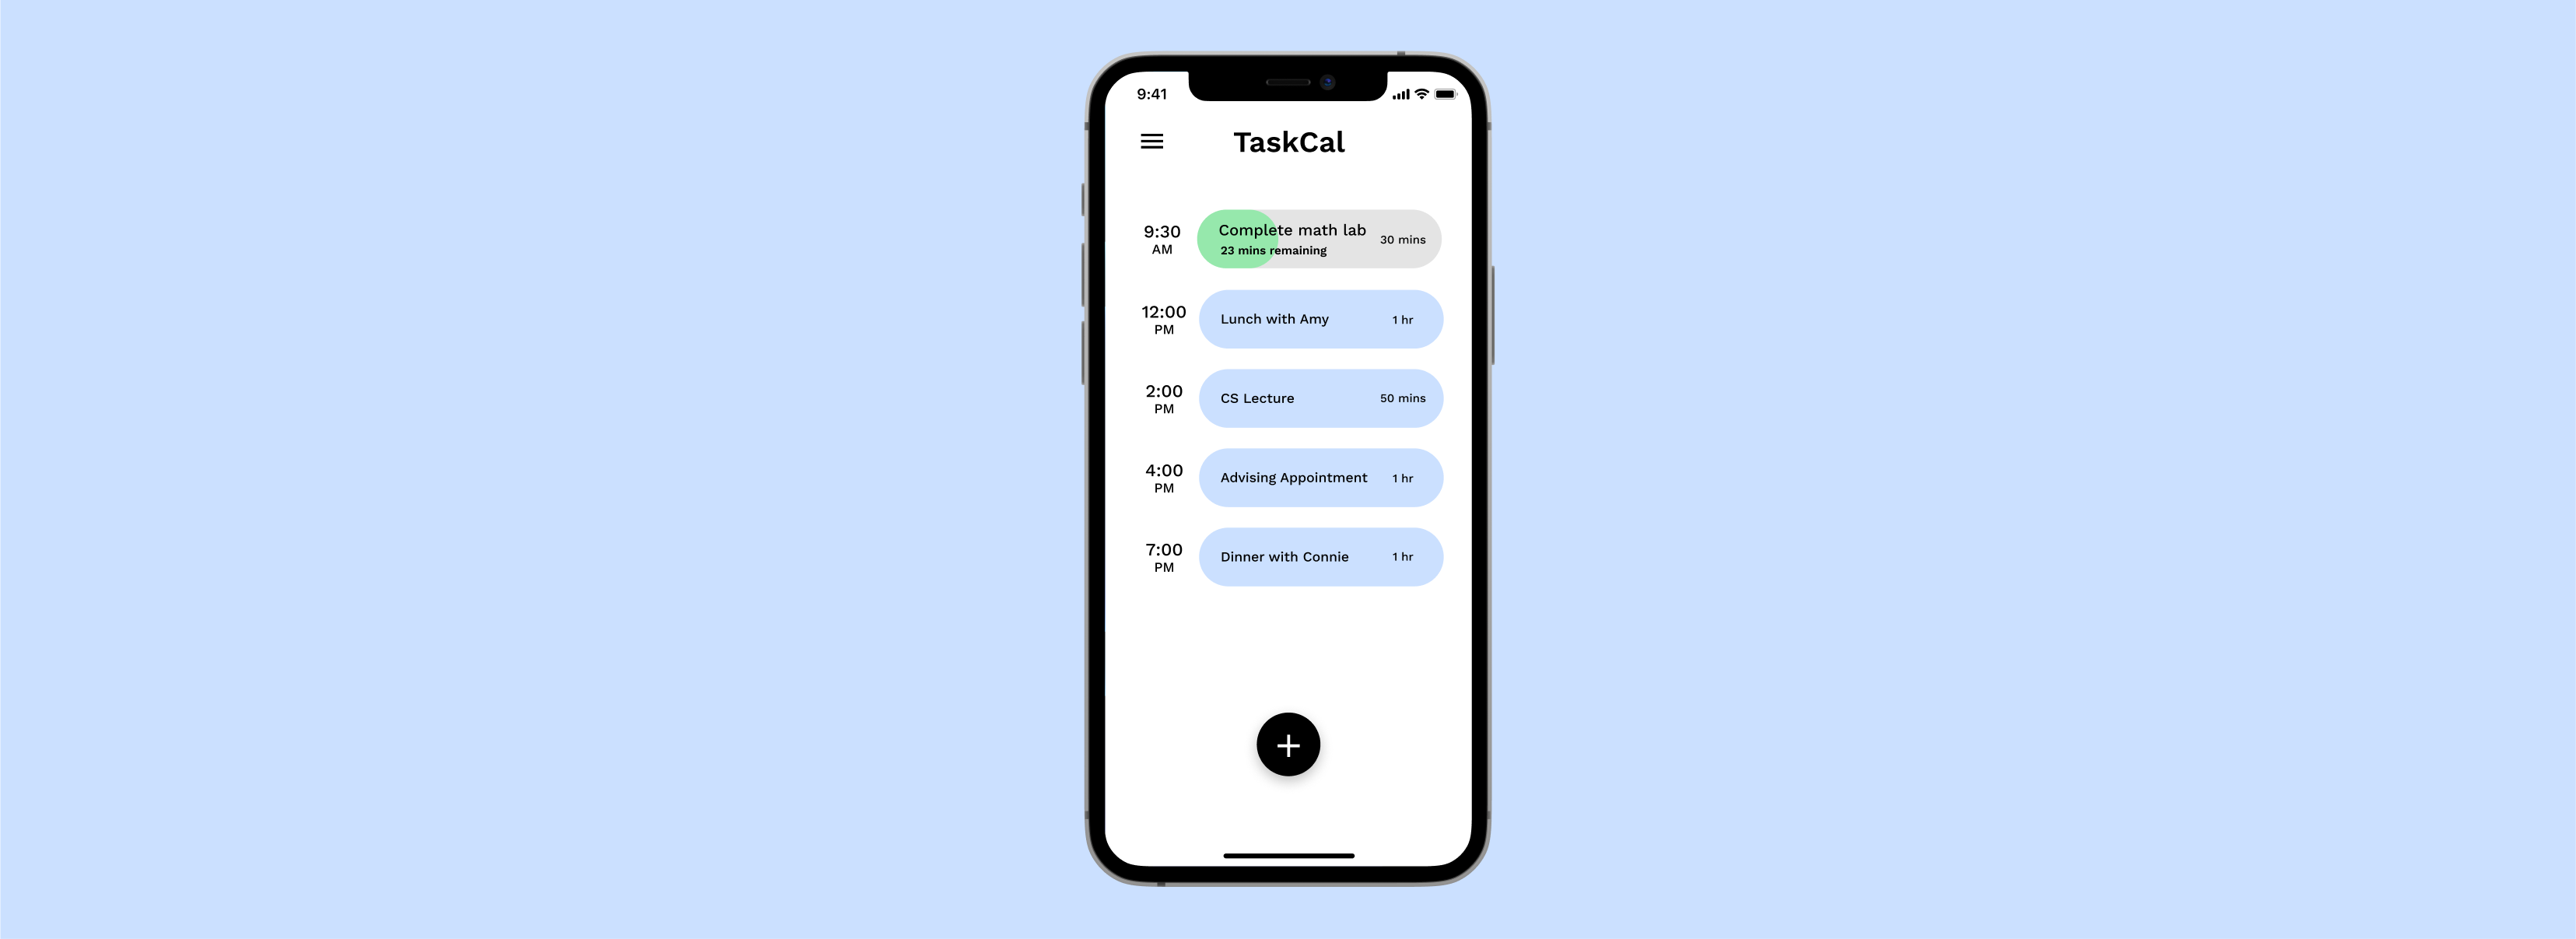 9:41
TaskCal
9:30
AM
Complete math lab
23 mins remaining
30 mins
12:00
PM
Lunch with Amy
1 hr
2:00
PM
CS Lecture
50 mins
4:00
PM
Advising Appointment
1 hr
7:00
PM
Dinner with Connie
1 hr
+